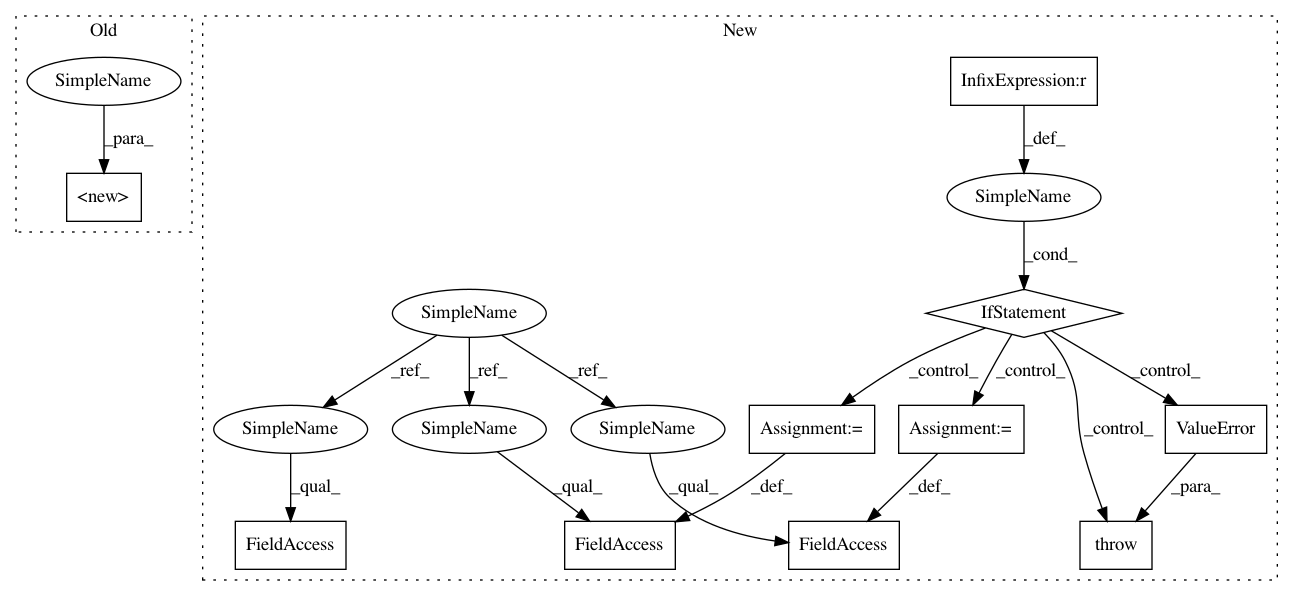 Old
New
SimpleName
InfixExpression:r
_para_
_def_
<new>
SimpleName
_cond_
SimpleName
IfStatement
_ref_
_ref_
_ref_
_control_
_control_
_control_
_control_
SimpleName
SimpleName
SimpleName
Assignment:=
Assignment:=
ValueError
_qual_
_qual_
_qual_
_def_
_def_
_para_
FieldAccess
FieldAccess
FieldAccess
throw